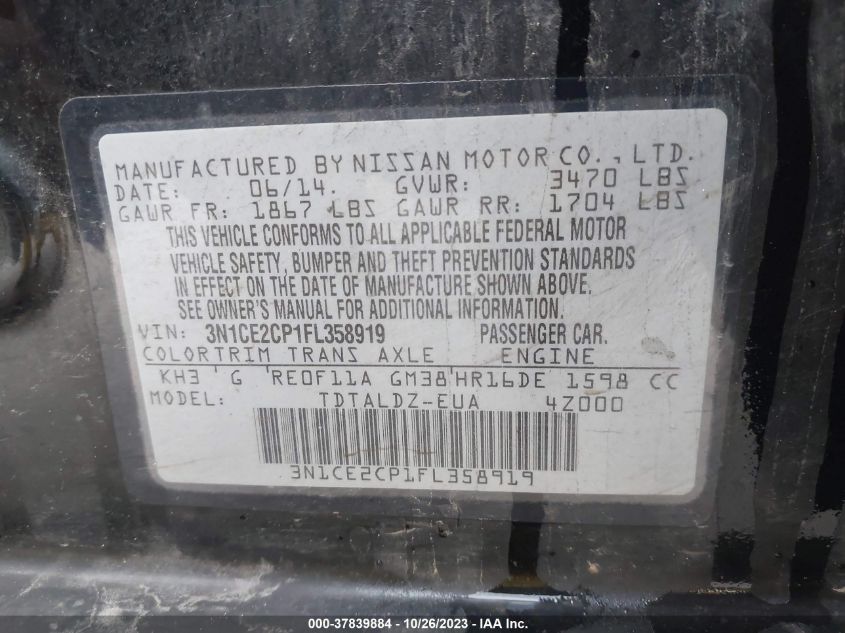 MANUFACTURED BY NISSAN MOTOR CO., LTD.
DATE: 06/14. GVWR: 3470 LBS
GAWR FR: 1867 LBS GAWR RR: 1704 LBS
THIS VEHICLE CONFORMS TO ALL APPLICABLE FEDERAL MOTOR
VEHICLE SAFETY, BUMPER AND THEFT PREVENTION STANDARDS
IN EFFECT ON THE DATE OF MANUFACTURE SHOWN ABOVE.
SEE OWNER'S MANUAL FOR ADDITIONAL INFORMATION.
VIN: 3N1CE2CP1FL358919 PASSENGER CAR.
COLOR TRIM TRANS AXLE ENGINE
KH3 'G 'RE0F11A GM38'HR16DE 1598 CC
MODEL: TDTALDZ-EUA 4Z000
3N1CE2CP1FL358919
000-37839884 - 10/26/2023 - IAA Inc.